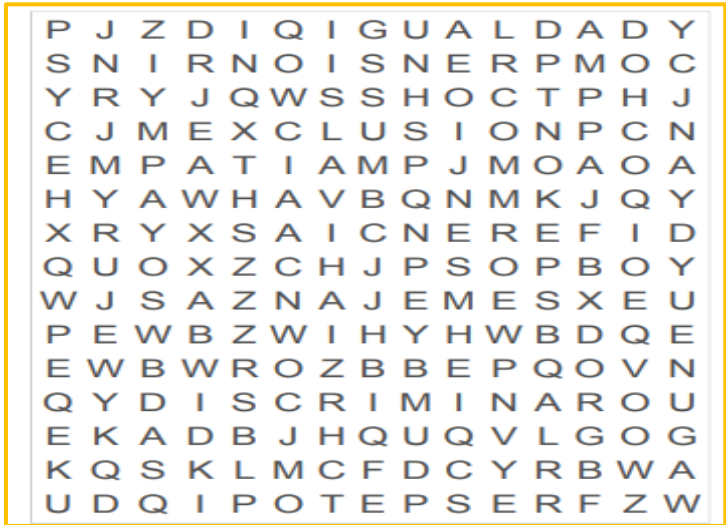 P J Z D I Q I G U A L D A D Y
S N I R N O I S N E R P M O C
Y R Y J Q W S S H O C T P H J
C J M E X C L U S I O N P C N
E M P A T I A M P J M O A O A
H Y A W H A V B Q N M K J Q Y
X R Y X S A I C N E R E F I D
Q U O X Z C H J P S O P B O Y
W J S A Z N A J E M E S X E U
P E W B Z W I H Y H W B D Q E
E W B W R O Z B B E P Q O V N
Q Y D I S C R I M I N A R O U
E K A D B J H Q U Q V L G O G
K Q S K L M C F D C Y R B W A
U D Q I P O T E P S E R F Z W